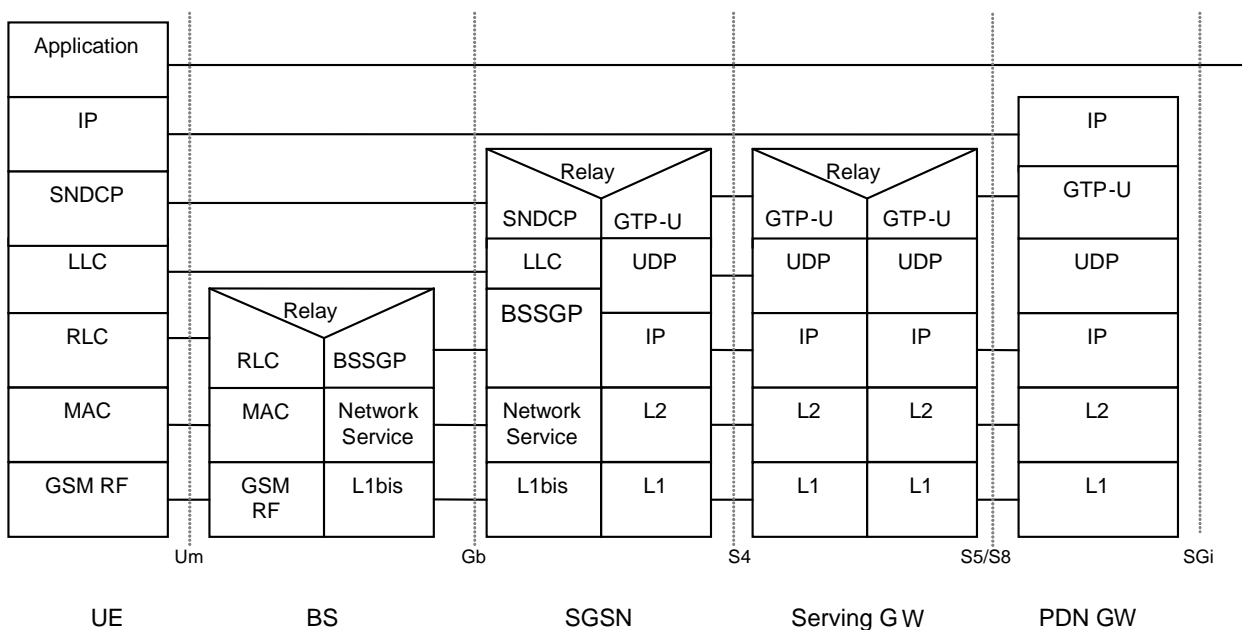 Application
IP
IP
Relay
Relay
SNDCP
GTP-U
SNDCP
GTP-U
GTP-U
GTP-U
LLC
LLC
UDP
UDP
UDP
UDP
Relay
BSSGP
RLC
IP
IP
IP
IP
RLC
BSSGP
MAC
MAC
Network
Service
Network
Service
L2
L2
L2
L2
GSM RF
GSM
RF
L1bis
L1bis
L1
L1
L1
L1
Um
Gb
S4
S5/S8
SGi
UE
BS
SGSN
Serving GW
PDN GW